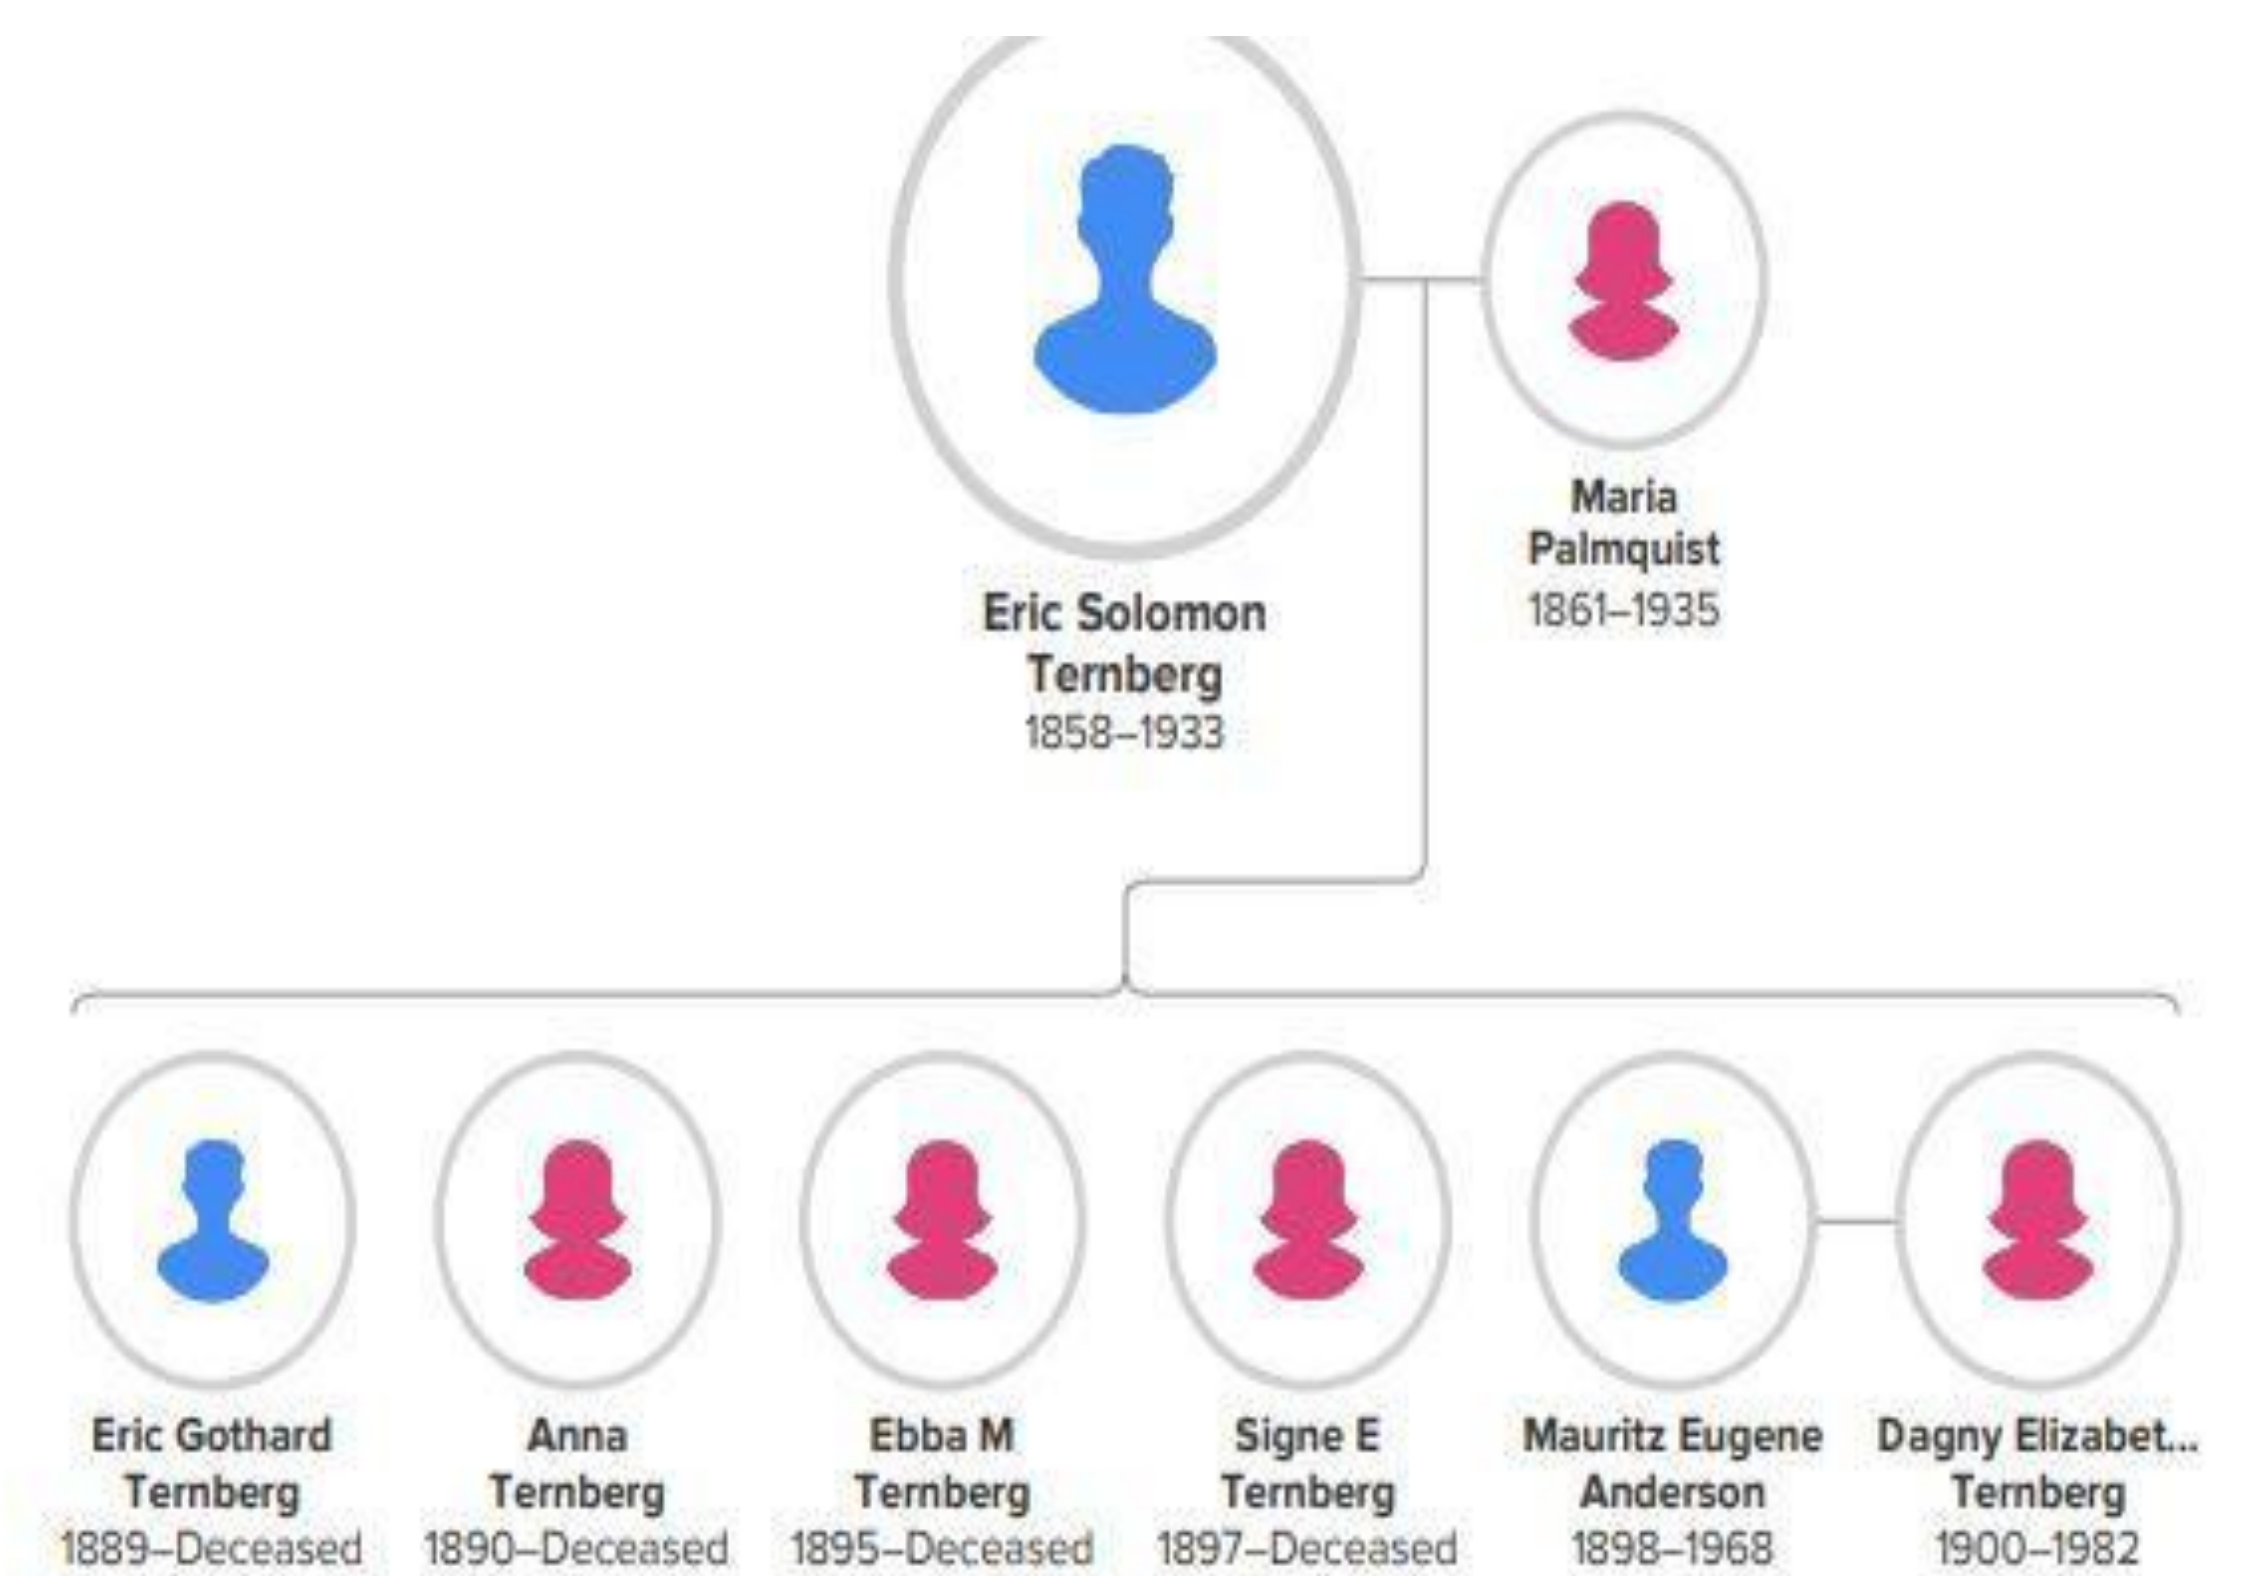 Eric Solomon
Ternberg
1858–1933
Maria
Palmquist
1861–1935
Eric Gothard
Ternberg
1889–Deceased
Anna
Ternberg
1890–Deceased
Ebba M
Ternberg
1895–Deceased
Signe E
Ternberg
1897–Deceased
Mauritz Eugene
Anderson
1898–1968
Dagny Elizabet...
Ternberg
1900–1982